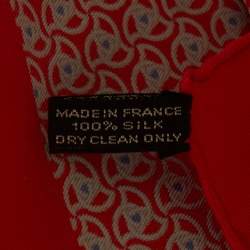 MADE IN FRANCE
100% SILK
DRY CLEAN ONLY